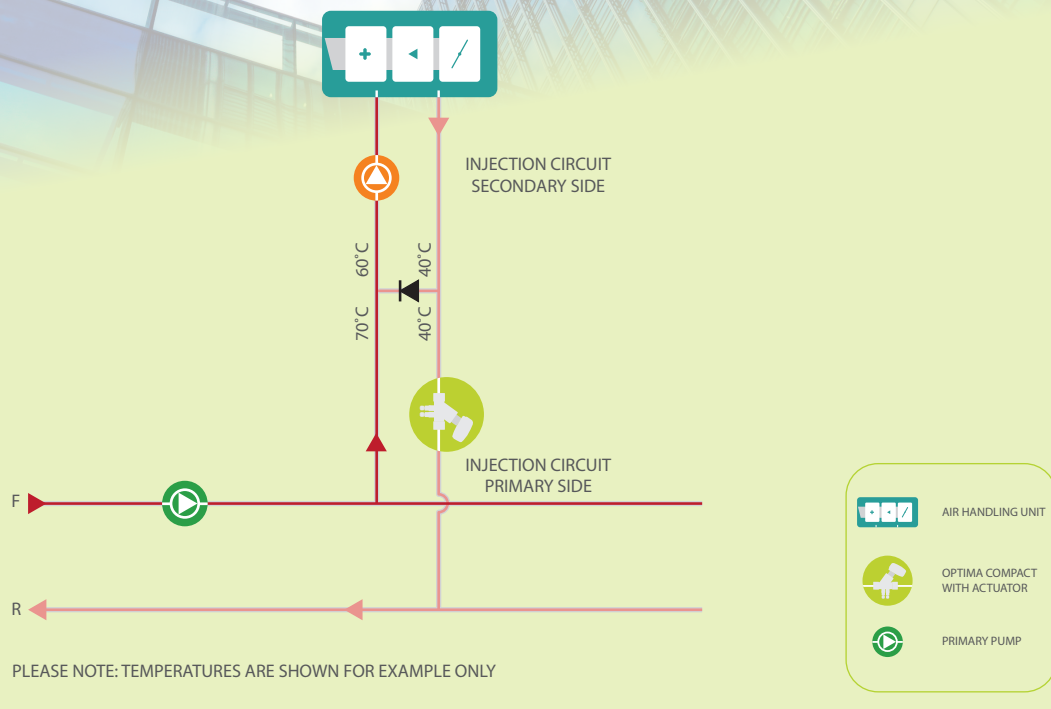 INJECTION CIRCUIT
SECONDARY SIDE
60˚C
40˚C
70˚C
40˚C
INJECTION CIRCUIT
PRIMARY SIDE
F
R
AIR HANDLING UNIT
OPTIMA COMPACT
WITH ACTUATOR
PRIMARY PUMP
PLEASE NOTE: TEMPERATURES ARE SHOWN FOR EXAMPLE ONLY